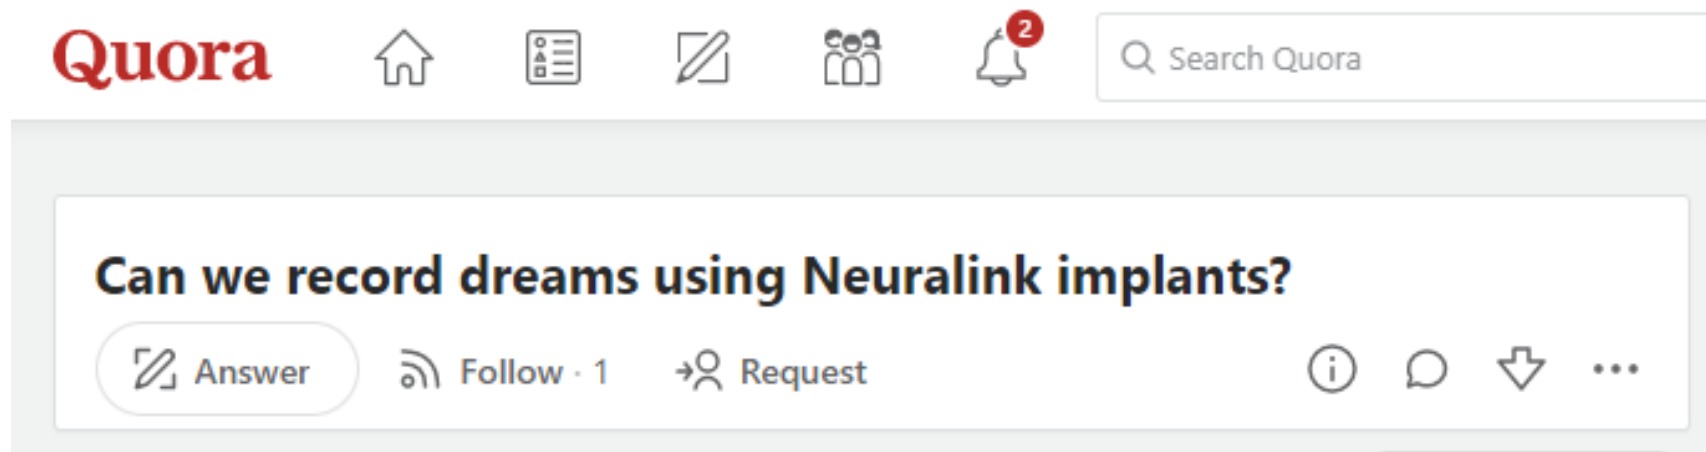 Quora 2 Search Quora
Can we record dreams using Neuralink implants?
Answer Follow · 1 Request